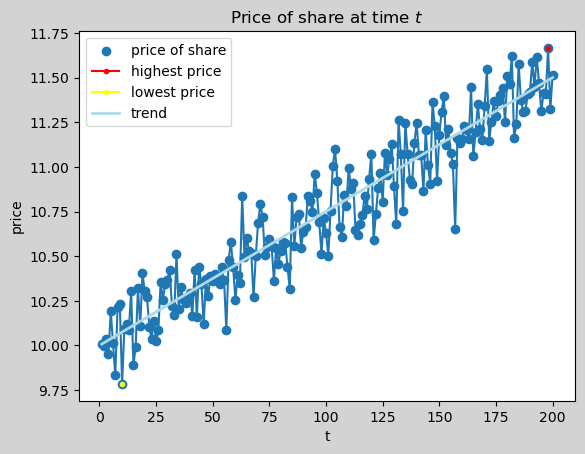 Price of share at time t
price of share
highest price
lowest price
trend
11.75
11.50
11.25
11.00
10.75
10.50
10.25
10.00
9.75
price
0 25 50 75 100 125 150 175 200
t